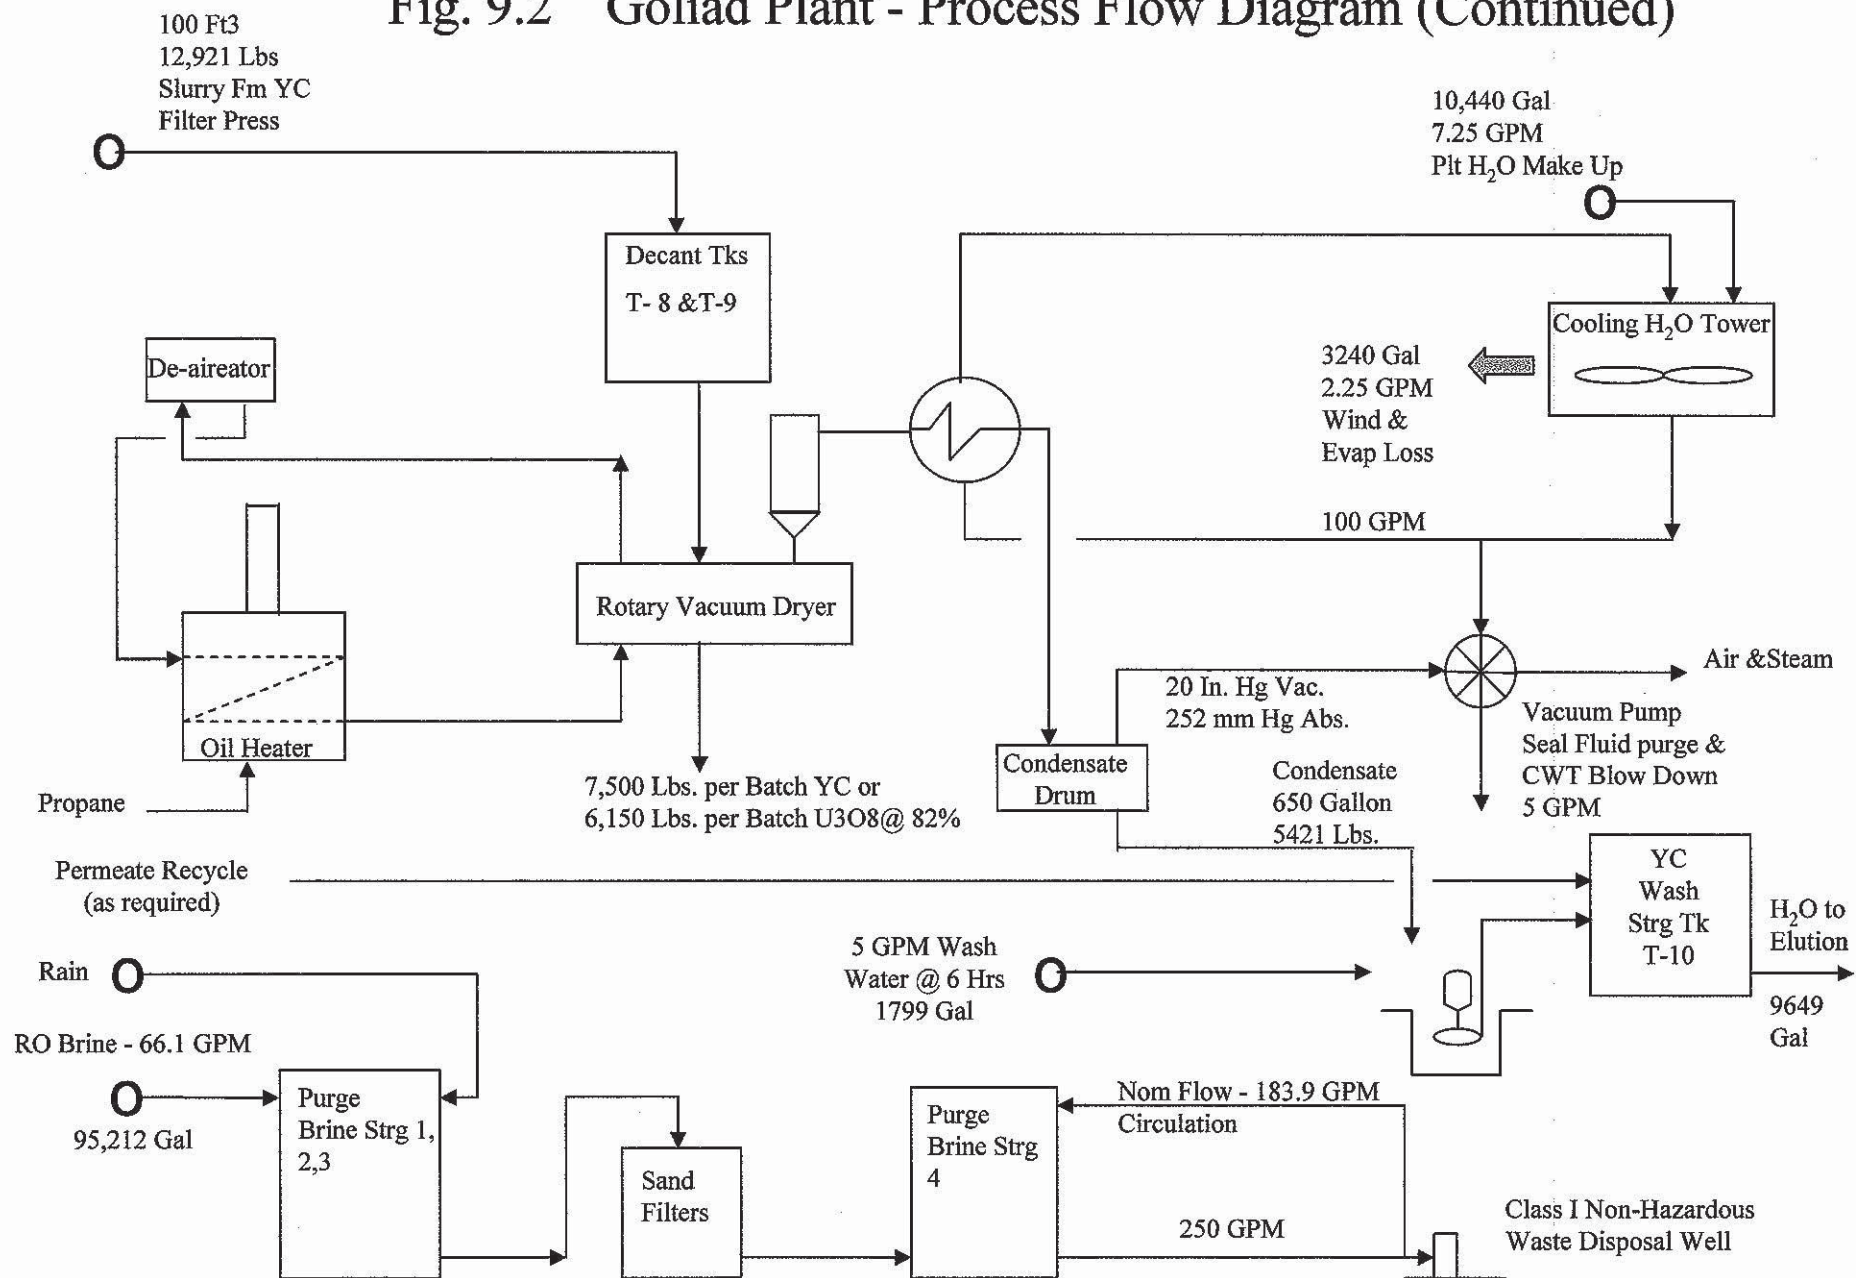 Fig. 9.2 Goliad Plant - Process Flow Diagram (Continued)
100 Ft3
12,921 Lbs
Slurry Fm YC
Filter Press
10,440 Gal
7.25 GPM
Plt H₂O Make Up
Decant Tks
T- 8 &T-9
Cooling H₂O Tower
De-aireator
3240 Gal
2.25 GPM
Wind &
Evap Loss
100 GPM
Rotary Vacuum Dryer
Air &Steam
20 In. Hg Vac.
252 mm Hg Abs.
Vacuum Pump
Seal Fluid purge &
CWT Blow Down
5 GPM
Oil Heater
Propane
7,500 Lbs. per Batch YC or
6,150 Lbs. per Batch U3O8@ 82%
Condensate
Drum
Condensate
650 Gallon
5421 Lbs.
Permeate Recycle
(as required)
YC
Wash
Strg Tk
T-10
H₂O to
Elution
9649
Gal
5 GPM Wash
Water @ 6 Hrs
1799 Gal
Rain
RO Brine - 66.1 GPM
95,212 Gal
Purge
Brine Strg 1,
2,3
Sand
Filters
Purge
Brine Strg
4
Nom Flow - 183.9 GPM
Circulation
250 GPM
Class I Non-Hazardous
Waste Disposal Well